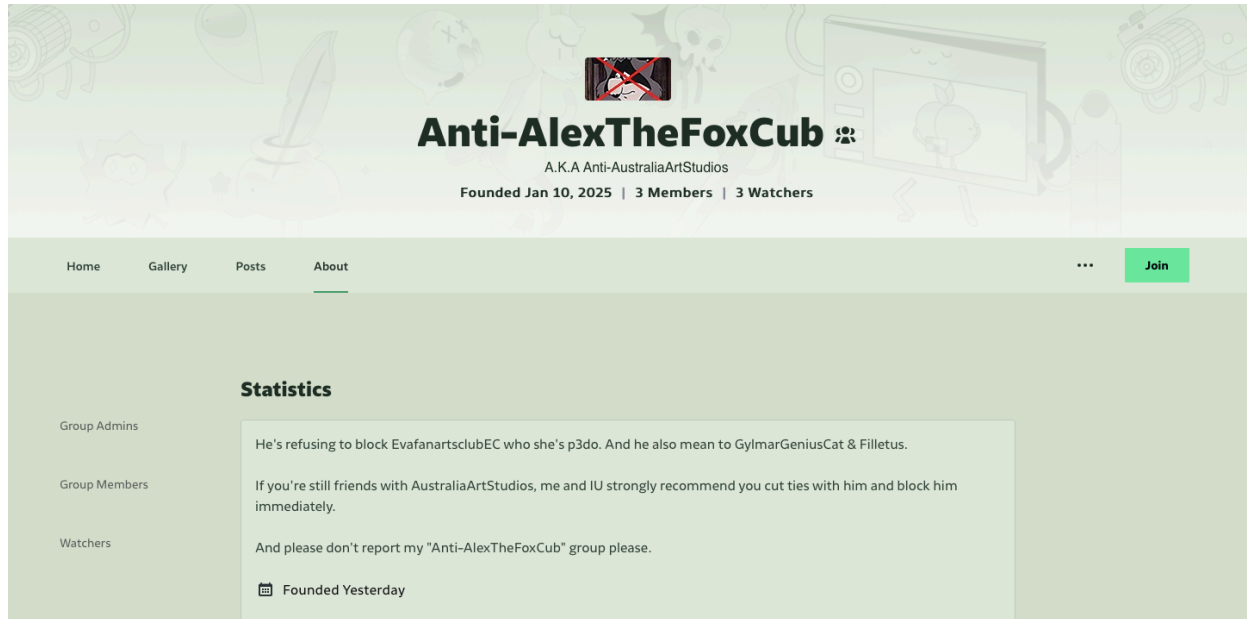 Anti-AlexTheFoxCub
A.K.A Anti-AustraliaArtStudios
Founded Jan 10, 2025 | 3 Members | 3 Watchers
Home Gallery Posts About ••• Join
Statistics
Group Admins
Group Members
Watchers
He's refusing to block EvafanartsclubEC who she's p3do. And he also mean to GylmarGeniusCat & Filletus.
If you're still friends with AustraliaArtStudios, me and IU strongly recommend you cut ties with him and block him
immediately.
And please don't report my "Anti-AlexTheFoxCub" group please.
Founded Yesterday